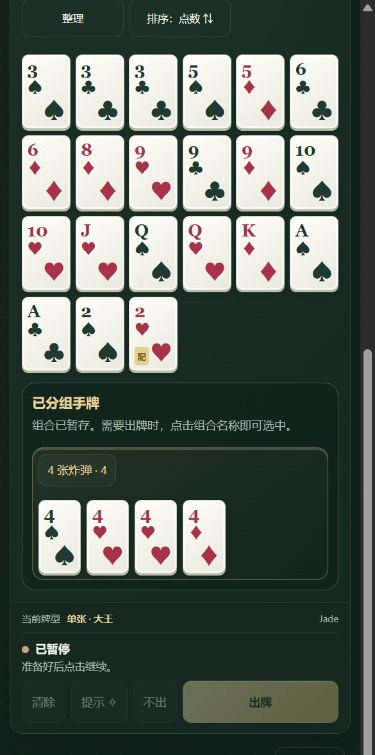 整理 排序：点数 ⇅
3♠ 3♣ 3♣ 5♠ 5♦ 6♣
6♦ 8♦ 9♥ 9♣ 9♦ 10♠
10♥ J♥ Q♠ Q♥ K♦ A♠
A♣ 2♠ 2♥ 配
已分组手牌
组合已暂存。需要出牌时，点击组合名称即可选中。
4 张炸弹 · 4
4♠ 4♥ 4♥ 4♦
当前牌型 单张 · 大王 Jade
已暂停
准备好后点击继续。
清除 提示 ✧ 不出 出牌